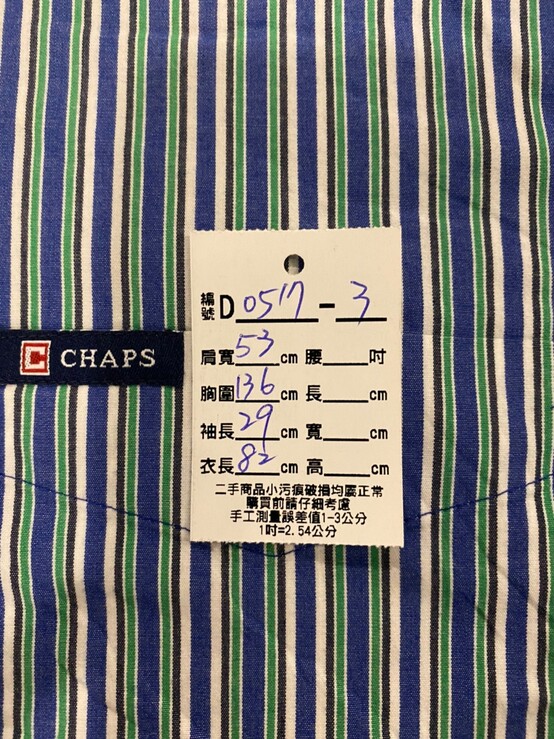 C CHAPS
編號D 0517 - 3
肩寬 53 cm 腰 吋
胸圍 136 cm 長 cm
袖長 29 cm 寬 cm
衣長 82 cm 高 cm
二手商品小污痕破損均屬正常
購買前請仔細考慮
手工測量誤差值1-3公分
1吋=2.54公分